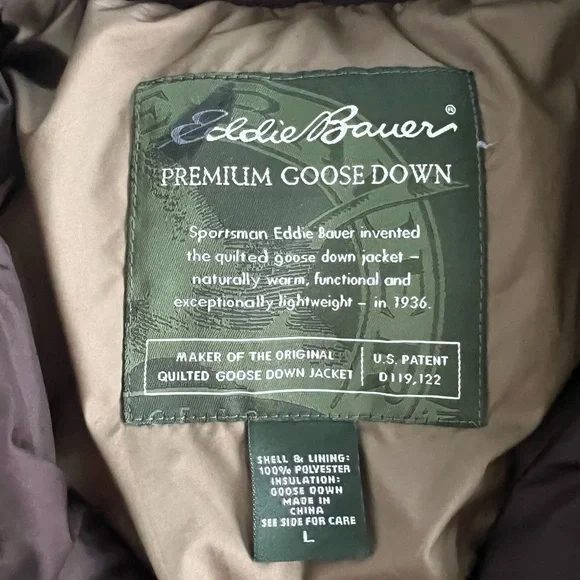 Eddie Bauer®
PREMIUM GOOSE DOWN
Sportsman Eddie Bauer invented
the quilted goose down jacket –
naturally warm, functional and
exceptionally lightweight – in 1936.
MAKER OF THE ORIGINAL
QUILTED GOOSE DOWN JACKET
U.S. PATENT
D119,122
SHELL & LINING:
100% POLYESTER
INSULATION:
GOOSE DOWN
MADE IN
CHINA
SEE SIDE FOR CARE
L